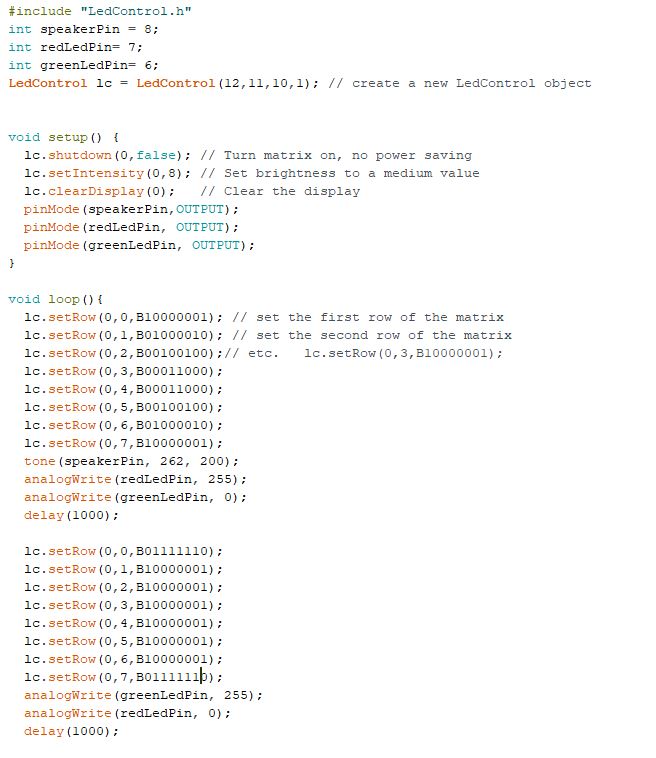 #include "LedControl.h"
int speakerPin = 8;
int redLedPin= 7;
int greenLedPin= 6;
LedControl lc = LedControl(12,11,10,1); // create a new LedControl object
void setup() {
lc.shutdown(0,false); // Turn matrix on, no power saving
lc.setIntensity(0,8); // Set brightness to a medium value
lc.clearDisplay(0); // Clear the display
pinMode(speakerPin,OUTPUT);
pinMode(redLedPin, OUTPUT);
pinMode(greenLedPin, OUTPUT);
}
void loop(){
lc.setRow(0,0,B10000001); // set the first row of the matrix
lc.setRow(0,1,B01000010); // set the second row of the matrix
lc.setRow(0,2,B00100100);// etc. lc.setRow(0,3,B10000001);
lc.setRow(0,3,B00011000);
lc.setRow(0,4,B00011000);
lc.setRow(0,5,B00100100);
lc.setRow(0,6,B01000010);
lc.setRow(0,7,B10000001);
tone(speakerPin, 262, 200);
analogWrite(redLedPin, 255);
analogWrite(greenLedPin, 0);
delay(1000);
lc.setRow(0,0,B01111110);
lc.setRow(0,1,B10000001);
lc.setRow(0,2,B10000001);
lc.setRow(0,3,B10000001);
lc.setRow(0,4,B10000001);
lc.setRow(0,5,B10000001);
lc.setRow(0,6,B10000001);
lc.setRow(0,7,B01111110);
analogWrite(greenLedPin, 255);
analogWrite(redLedPin, 0);
delay(1000);